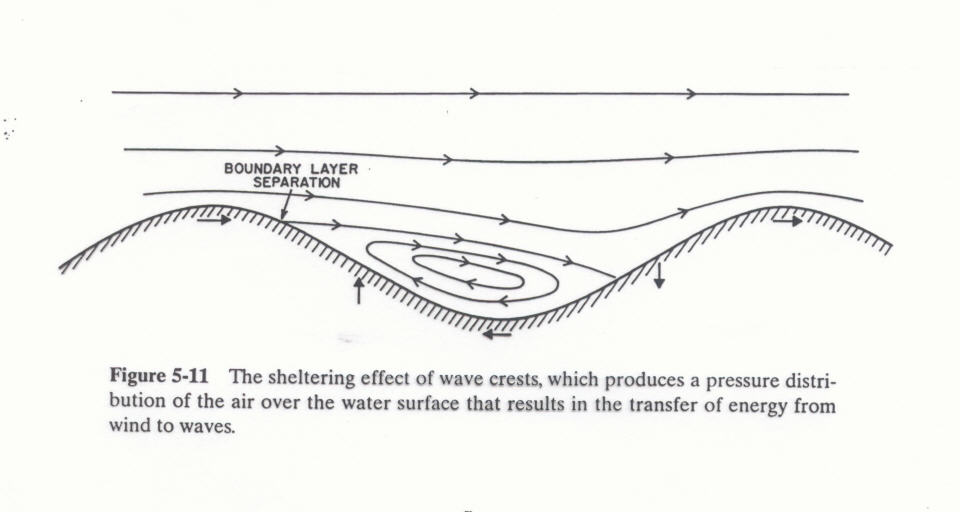 BOUNDARY LAYER
SEPARATION
Figure 5-11 The sheltering effect of wave crests, which produces a pressure distri-
bution of the air over the water surface that results in the transfer of energy from
wind to waves.